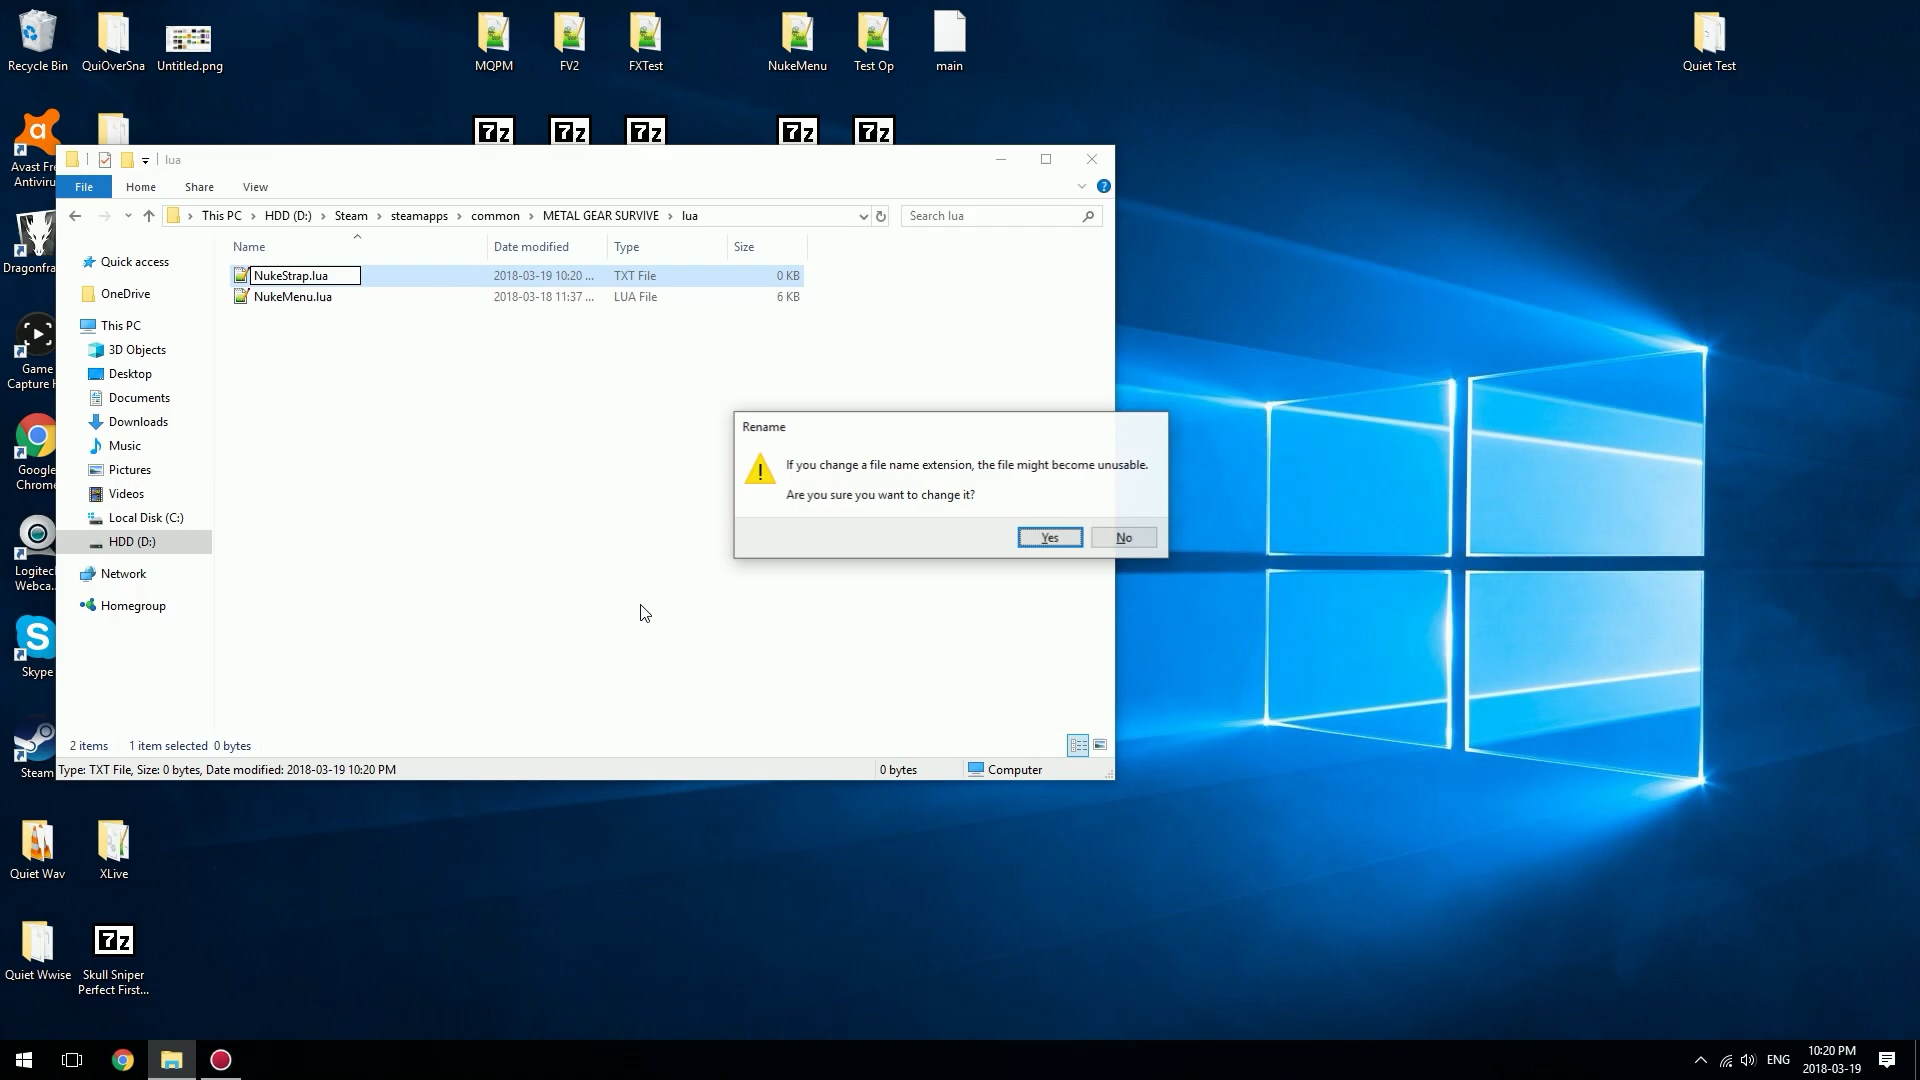 Recycle Bin
QuiOverSna
Untitled.png
MQPM
FV2
FXTest
NukeMenu
Test Op
main
Quiet Test
7z
7z
7z
7z
7z
Avast Fr
Antiviru
Dragonfra
Game
Capture
Google
Chrome
Logitec
Webca...
Skype
Steam
Quiet Wav
XLive
Quiet Wwise
7z
Skull Sniper
Perfect First...
lua
File
Home
Share
View
This PC
HDD (D:)
Steam
steamapps
common
METAL GEAR SURVIVE
lua
Search lua
Name
Date modified
Type
Size
NukeStrap.lua
2018-03-19 10:20 ...
TXT File
0 KB
NukeMenu.lua
2018-03-18 11:37 ...
LUA File
6 KB
Quick access
OneDrive
This PC
3D Objects
Desktop
Documents
Downloads
Music
Pictures
Videos
Local Disk (C:)
HDD (D:)
Network
Homegroup
Rename
If you change a file name extension, the file might become unusable.
Are you sure you want to change it?
Yes
No
2 items
1 item selected 0 bytes
Type: TXT File, Size: 0 bytes, Date modified: 2018-03-19 10:20 PM
0 bytes
Computer
ENG
10:20 PM
2018-03-19